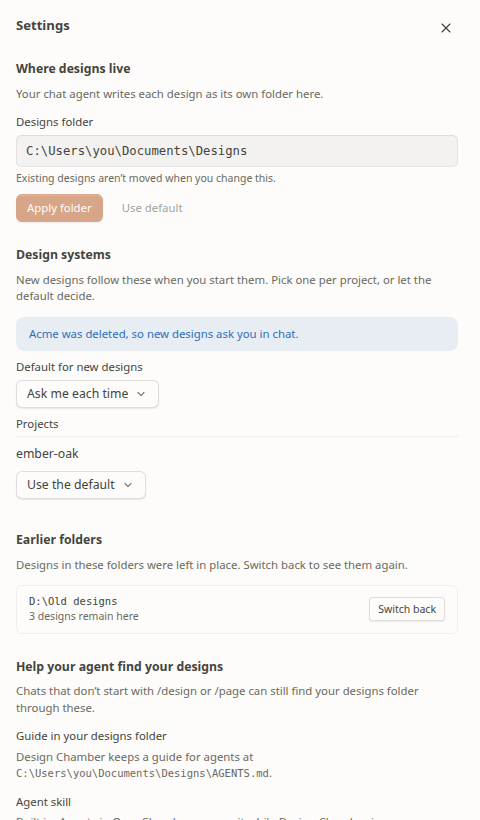 Settings
Where designs live
Your chat agent writes each design as its own folder here.
Designs folder
C:\Users\you\Documents\Designs
Existing designs aren't moved when you change this.
Apply folder
Use default
Design systems
New designs follow these when you start them. Pick one per project, or let the
default decide.
Acme was deleted, so new designs ask you in chat.
Default for new designs
Ask me each time
Projects
ember-oak
Use the default
Earlier folders
Designs in these folders were left in place. Switch back to see them again.
D:\Old designs
3 designs remain here
Switch back
Help your agent find your designs
Chats that don't start with /design or /page can still find your designs folder
through these.
Guide in your designs folder
Design Chamber keeps a guide for agents at
C:\Users\you\Documents\Designs\AGENTS.md.
Agent skill